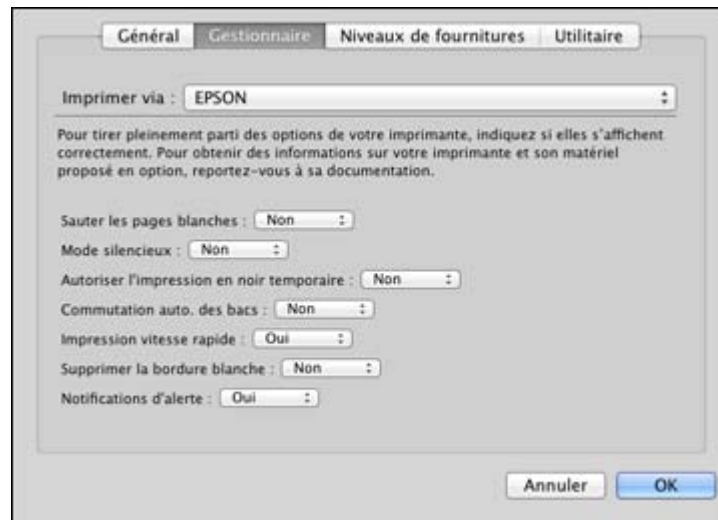 Général Gestionnaire Niveaux de fournitures Utilitaire
Imprimer via : EPSON
Pour tirer pleinement parti des options de votre imprimante, indiquez si elles s'affichent
correctement. Pour obtenir des informations sur votre imprimante et son matériel
proposé en option, reportez-vous à sa documentation.
Sauter les pages blanches : Non
Mode silencieux : Non
Autoriser l'impression en noir temporaire : Non
Commutation auto. des bacs : Non
Impression vitesse rapide : Oui
Supprimer la bordure blanche : Non
Notifications d'alerte : Oui
Annuler OK